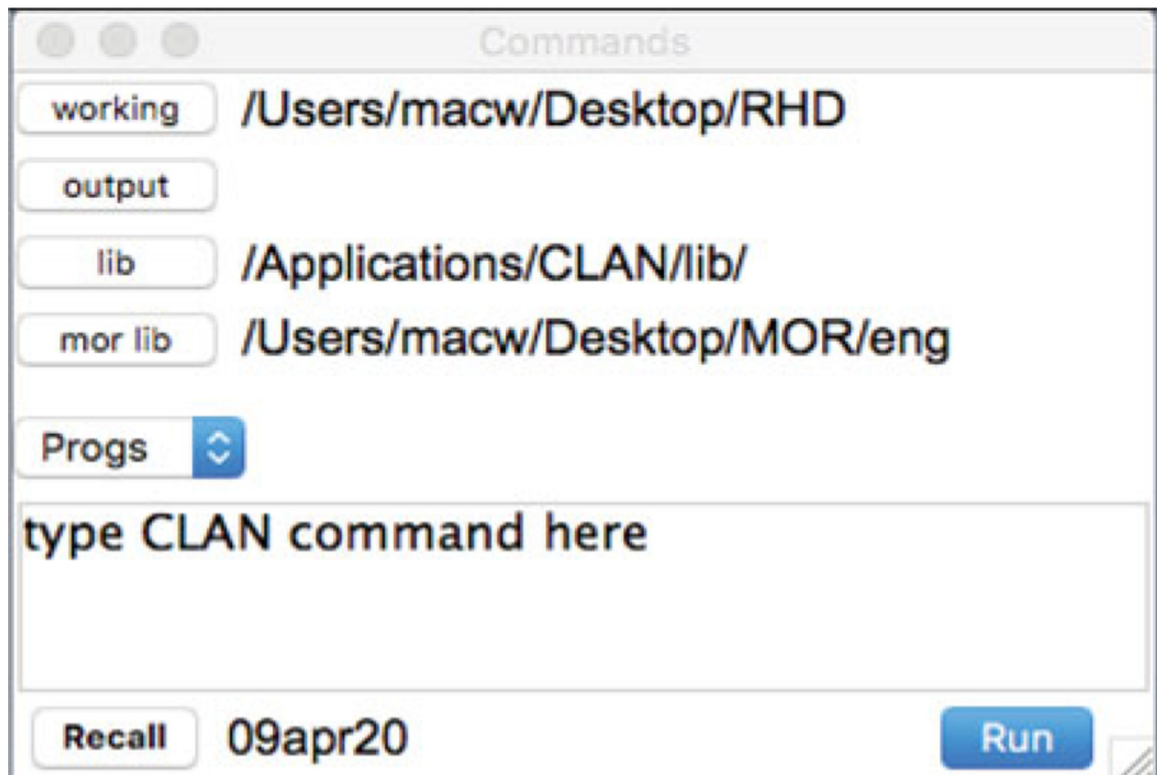 Commands
working /Users/macw/Desktop/RHD
output
lib /Applications/CLAN/lib/
mor lib /Users/macw/Desktop/MOR/eng
Progs
type CLAN command here
Recall 09apr20 Run